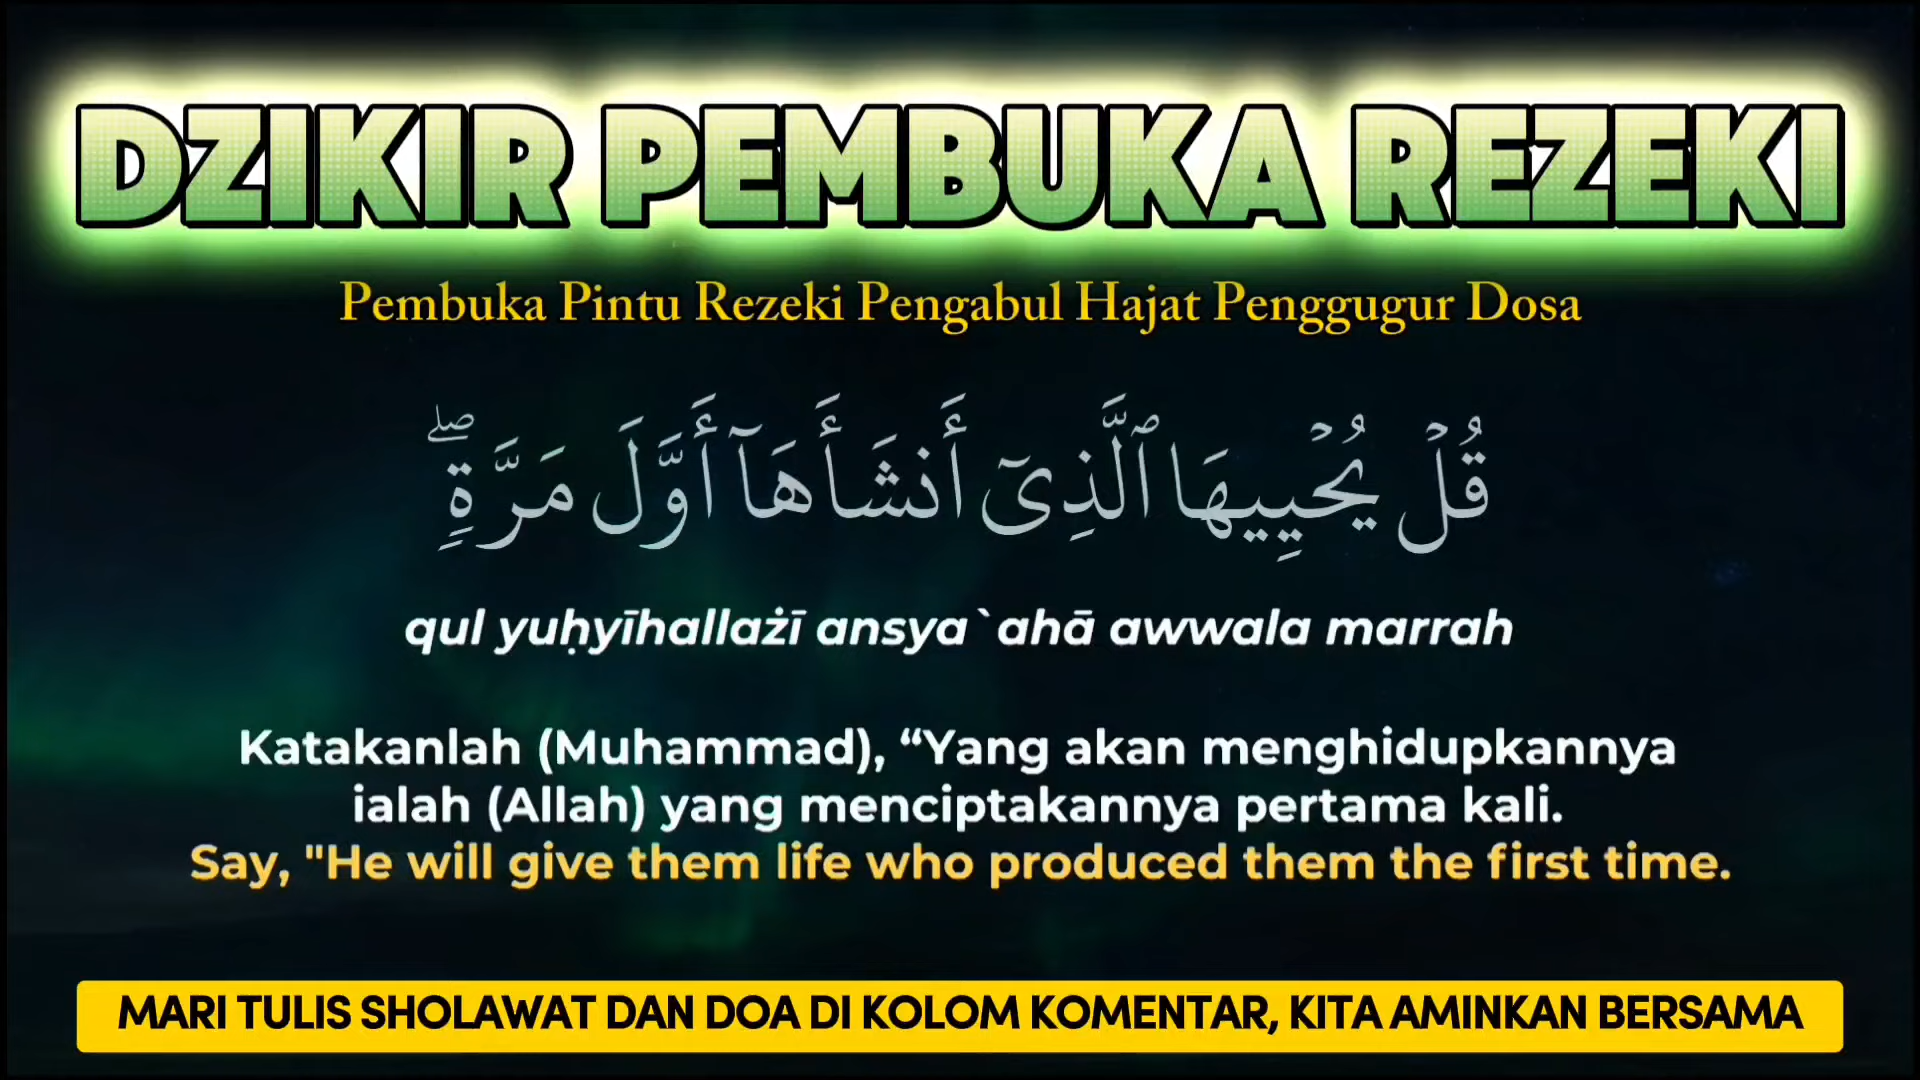 DZIKIR PEMBUKA REZEKI
Pembuka Pintu Rezeki Pengabul Hajat Penggugur Dosa
قُلْ يُحْيِيهَا ٱلَّذِىٓ أَنشَأَهَآ أَوَّلَ مَرَّةٍۖ
qul yuḥyīhallażī ansya`ahā awwala marrah
Katakanlah (Muhammad), “Yang akan menghidupkannya
ialah (Allah) yang menciptakannya pertama kali.
Say, "He will give them life who produced them the first time.
MARI TULIS SHOLAWAT DAN DOA DI KOLOM KOMENTAR, KITA AMINKAN BERSAMA